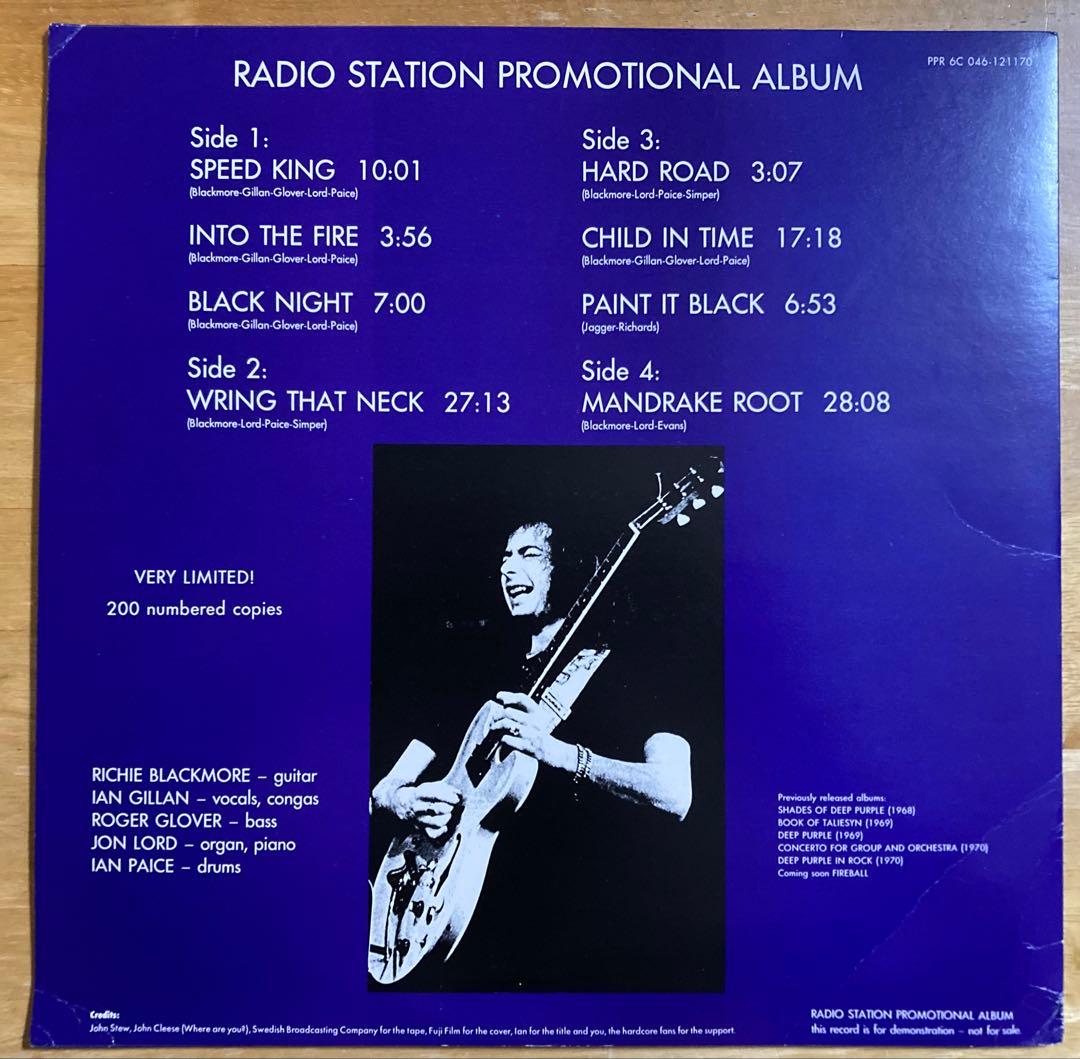 PPR 6C 046-121170
RADIO STATION PROMOTIONAL ALBUM
Side 1:
SPEED KING 10:01
(Blackmore-Gillan-Glover-Lord-Paice)
INTO THE FIRE 3:56
(Blackmore-Gillan-Glover-Lord-Paice)
BLACK NIGHT 7:00
(Blackmore-Gillan-Glover-Lord-Paice)
Side 2:
WRING THAT NECK 27:13
(Blackmore-Lord-Paice-Simper)
Side 3:
HARD ROAD 3:07
(Blackmore-Lord-Paice-Simper)
CHILD IN TIME 17:18
(Blackmore-Gillan-Glover-Lord-Paice)
PAINT IT BLACK 6:53
(Jagger-Richards)
Side 4:
MANDRAKE ROOT 28:08
(Blackmore-Lord-Evans)
VERY LIMITED!
200 numbered copies
RICHIE BLACKMORE – guitar
IAN GILLAN – vocals, congas
ROGER GLOVER – bass
JON LORD – organ, piano
IAN PAICE – drums
Previously released albums:
SHADES OF DEEP PURPLE (1968)
BOOK OF TALIESYN (1969)
DEEP PURPLE (1969)
CONCERTO FOR GROUP AND ORCHESTRA (1970)
DEEP PURPLE IN ROCK (1970)
Coming soon FIREBALL
Credits:
John Stew, John Cleese (Where are you?), Swedish Broadcasting Company for the tape, Fuji Film for the cover, Ian for the title and you, the hardcore fans for the support.
RADIO STATION PROMOTIONAL ALBUM
this record is for demonstration – not for sale